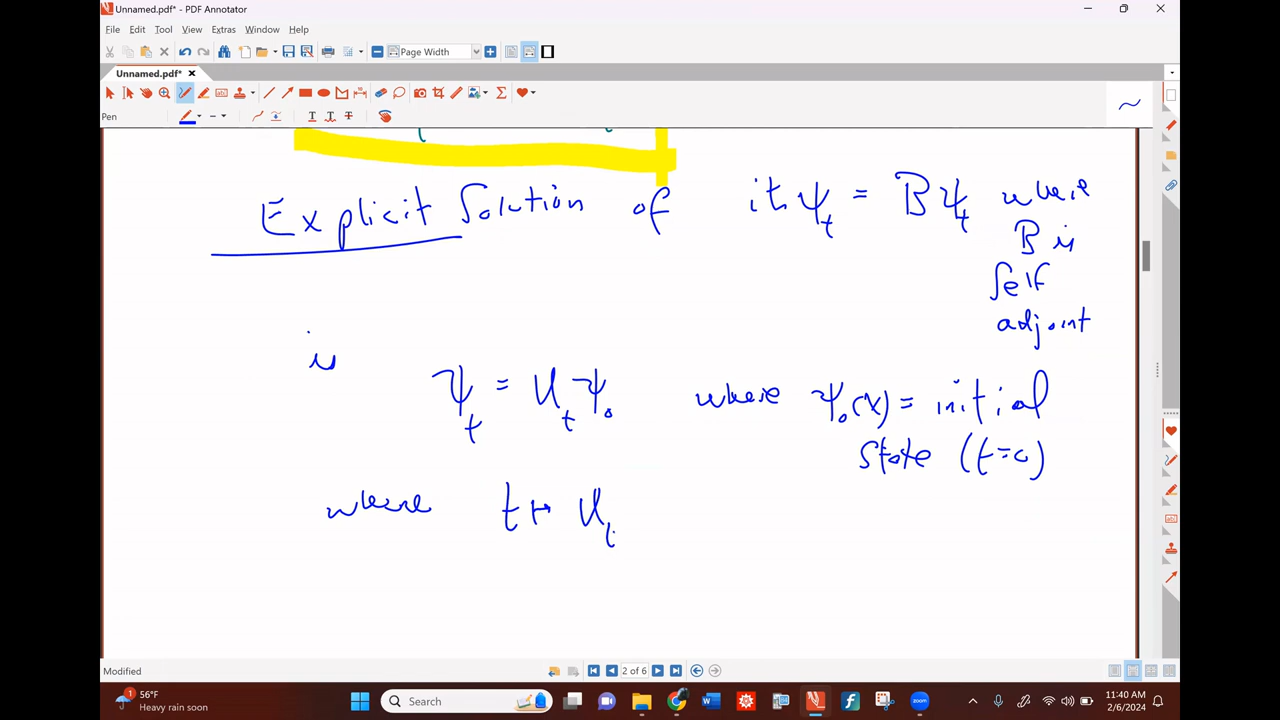 Unnamed.pdf* - PDF Annotator
File Edit Tool View Extras Window Help
Page Width
Unnamed.pdf*
Pen
Explicit Solution of iℏψ_t = Bψ_t where
B is
self
adjoint
is
ψ_t = U_t ψ_0 where ψ_0(x) = initial
state (t=0)
where t ↦ U_t
Modified
2 of 6
1
56°F
Heavy rain soon
Search
11:40 AM
2/6/2024